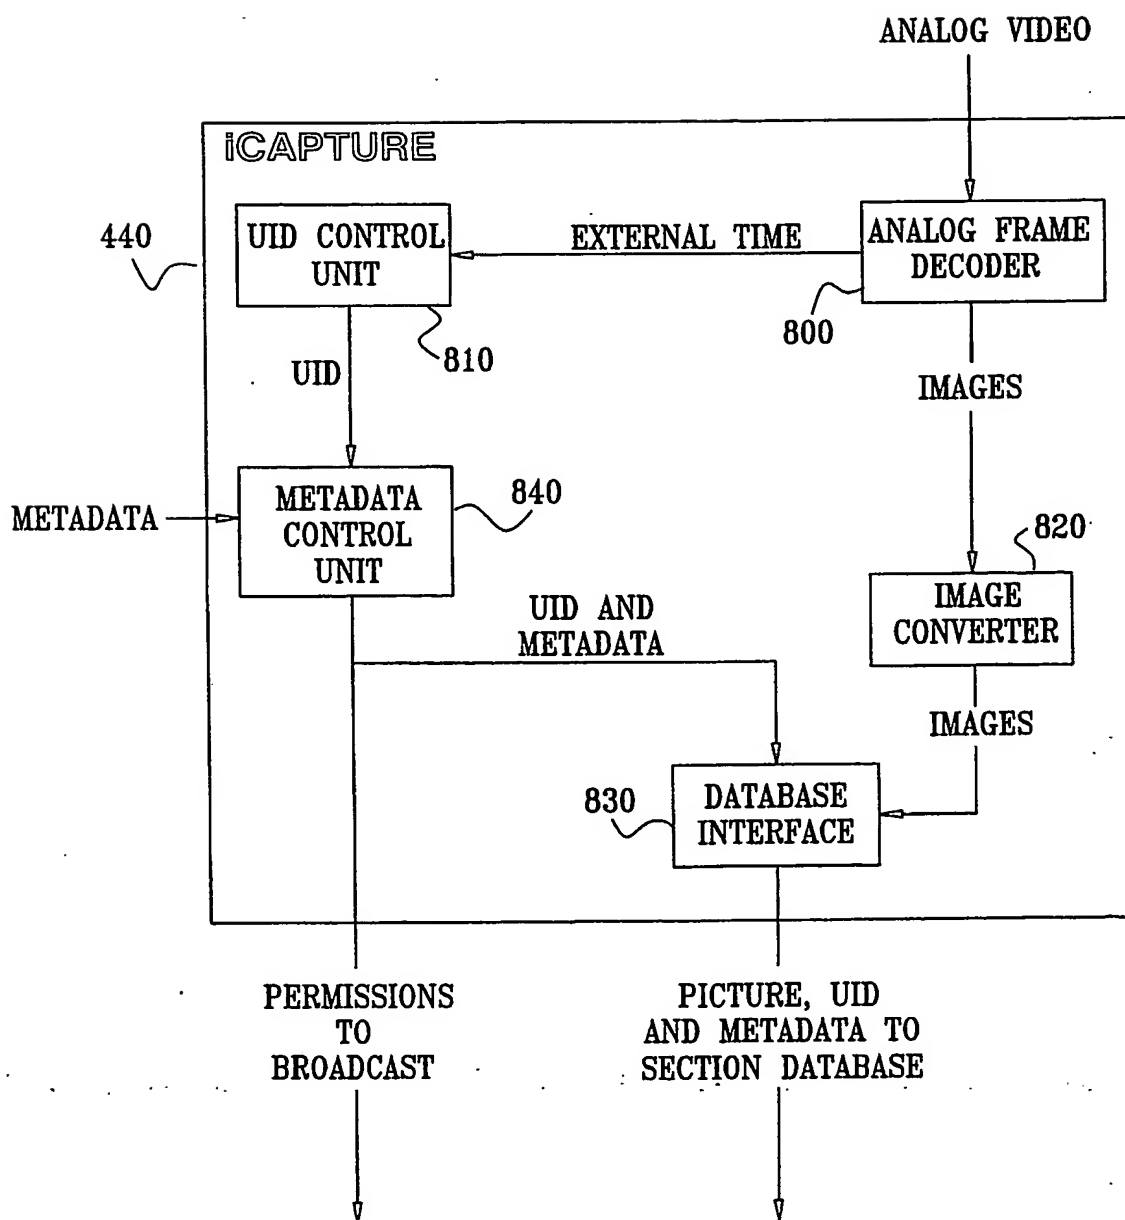 ANALOG VIDEO
iCAPTURE
440
UID CONTROL
UNIT
EXTERNAL TIME
ANALOG FRAME
DECODER
800
810
UID
IMAGES
METADATA
METADATA
CONTROL
UNIT
840
820
IMAGE
CONVERTER
UID AND
METADATA
IMAGES
830
DATABASE
INTERFACE
PERMISSIONS
TO
BROADCAST
PICTURE, UID
AND METADATA TO
SECTION DATABASE